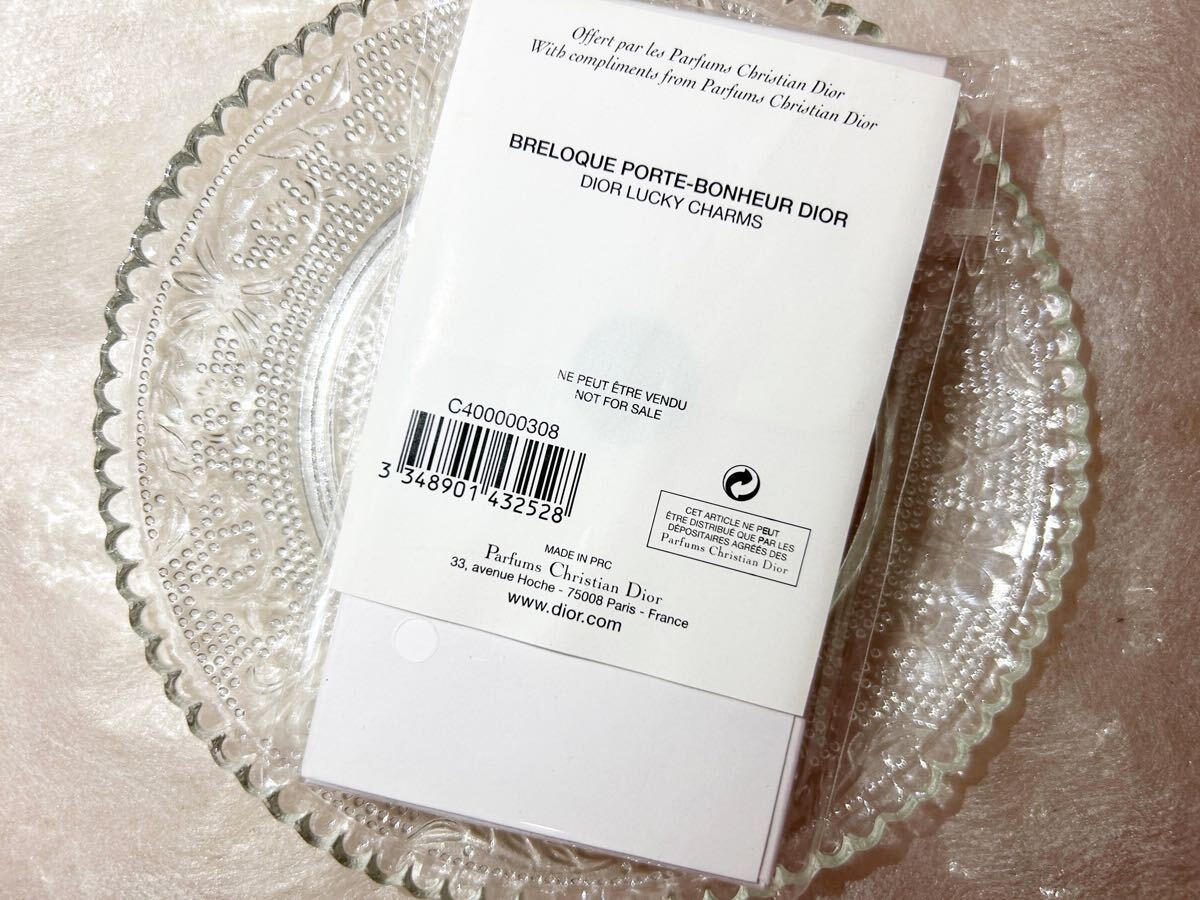 Offert par les Parfums Christian Dior
With compliments from Parfums Christian Dior
BRELOQUE PORTE-BONHEUR DIOR
DIOR LUCKY CHARMS
NE PEUT ÊTRE VENDU
NOT FOR SALE
C400000308
3 348901 432528
CET ARTICLE NE PEUT
ÊTRE DISTRIBUÉ QUE PAR LES
DÉPOSITAIRES AGRÉÉS DES
Parfums Christian Dior
MADE IN PRC
Parfums Christian Dior
33, avenue Hoche - 75008 Paris - France
www.dior.com